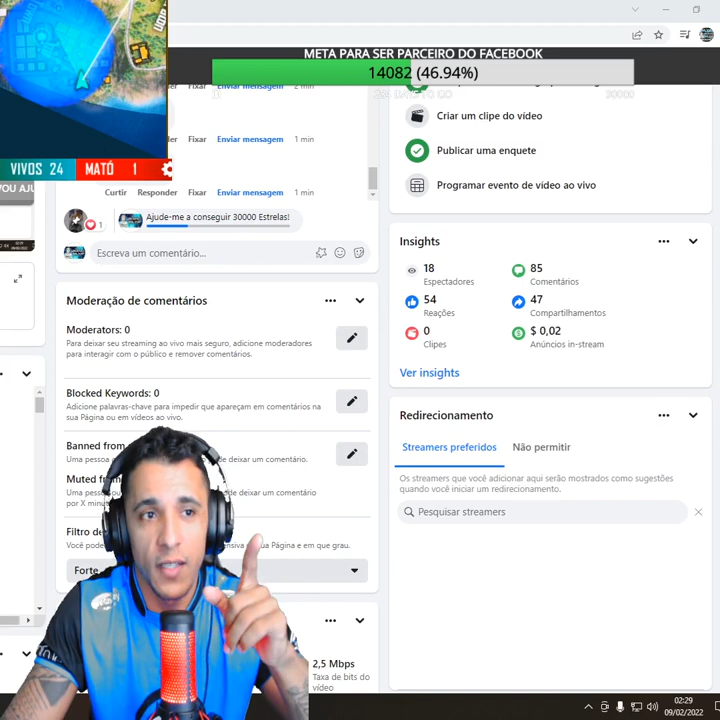 META PARA SER PARCEIRO DO FACEBOOK
14082 (46.94%)
30000
VIVOS 24
MATÓ 1
Fixar Enviar mensagem 2 min
Fixar Enviar mensagem 1 min
Curtir Responder Fixar Enviar mensagem 1 min
1
Ajude-me a conseguir 30000 Estrelas!
Escreva um comentário...
Moderação de comentários
Moderators: 0
Para deixar seu streaming ao vivo mais seguro, adicione moderadores
para interagir com o público e remover comentários.
Blocked Keywords: 0
Adicione palavras-chave para impedir que apareçam em comentários na
sua Página ou em vídeos ao vivo.
Banned from
Uma pessoa
de deixar um comentário.
Muted from
Uma pessoa
de deixar um comentário
por X
Filtro de
Você
sua Página e em que grau.
Forte
2,5 Mbps
Taxa de bits do
vídeo
Criar um clipe do vídeo
Publicar uma enquete
Programar evento de vídeo ao vivo
Insights
18
Espectadores
85
Comentários
54
Reações
47
Compartilhamentos
0
Clipes
$ 0,02
Anúncios in-stream
Ver insights
Redirecionamento
Streamers preferidos Não permitir
Os streamers que você adicionar aqui serão mostrados como sugestões
quando você iniciar um redirecionamento.
Pesquisar streamers
02:29
09/02/2022